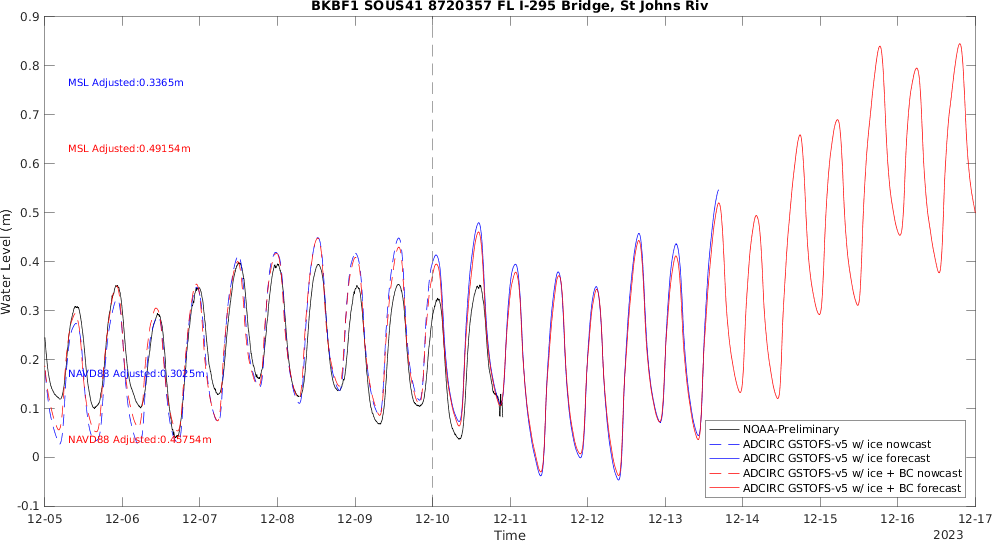 BKBF1 SOUS41 8720357 FL I-295 Bridge, St Johns Riv
0.9
0.8
0.7
0.6
0.5
0.4
0.3
0.2
0.1
0
-0.1
Water Level (m)
MSL Adjusted:0.3365m
MSL Adjusted:0.49154m
NAVD88 Adjusted:0.3025m
NAVD88 Adjusted:0.45754m
NOAA-Preliminary
ADCIRC GSTOFS-v5 w/ ice nowcast
ADCIRC GSTOFS-v5 w/ ice forecast
ADCIRC GSTOFS-v5 w/ ice + BC nowcast
ADCIRC GSTOFS-v5 w/ ice + BC forecast
12-05 12-06 12-07 12-08 12-09 12-10 12-11 12-12 12-13 12-14 12-15 12-16 12-17
Time
2023